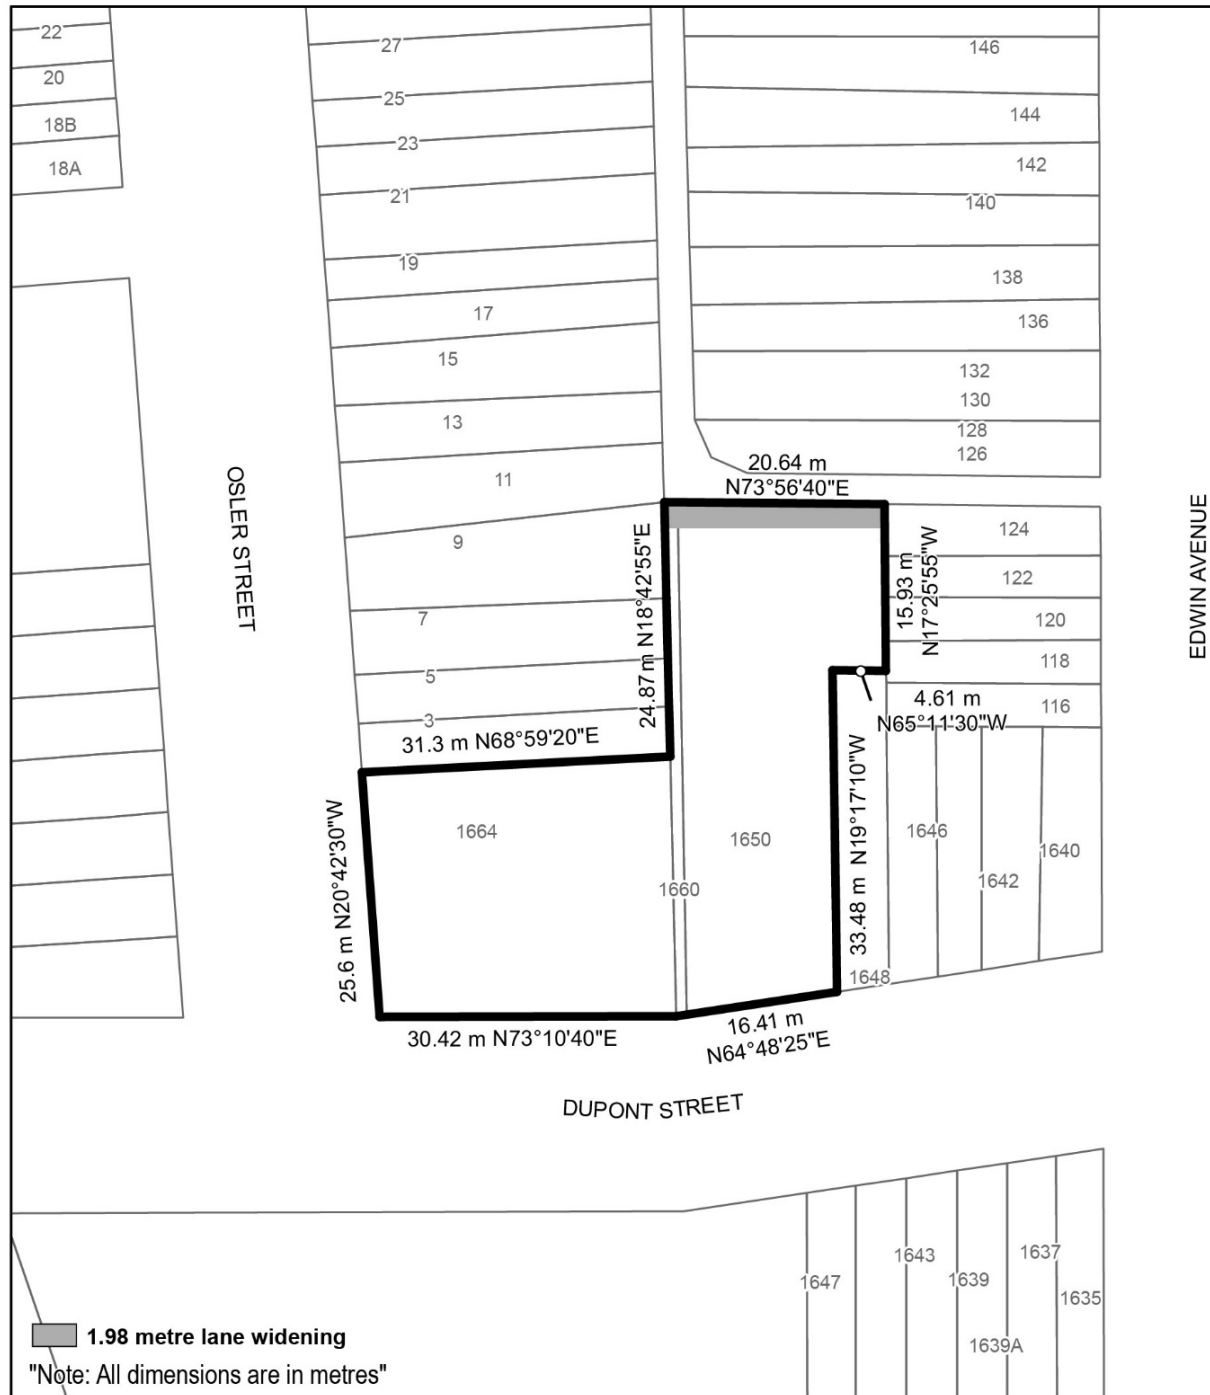 22
20
18B
18A
27
25
23
21
19
17
15
13
11
9
7
5
3
146
144
142
140
138
136
132
130
128
126
20.64 m
N73°56'40"E
124
122
120
118
116
15.93 m
N17°25'55"W
4.61 m
N65°11'30"W
24.87 m N18°42'55"E
31.3 m N68°59'20"E
25.6 m N20°42'30"W
33.48 m N19°17'10"W
30.42 m N73°10'40"E
16.41 m
N64°48'25"E
1664
1660
1650
1648
1646
1642
1640
OSLER STREET
EDWIN AVENUE
DUPONT STREET
1647
1643
1639
1639A
1637
1635
1.98 metre lane widening
"Note: All dimensions are in metres"